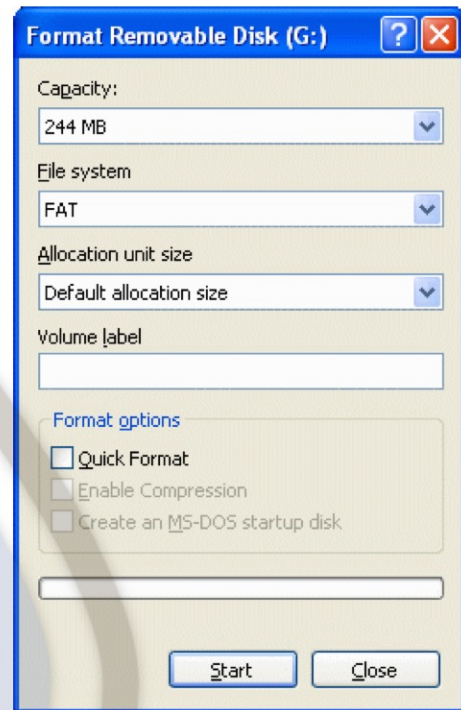 Format Removable Disk (G:)
Capacity:
244 MB
File system
FAT
Allocation unit size
Default allocation size
Volume label
Format options
Quick Format
Enable Compression
Create an MS-DOS startup disk
Start Close